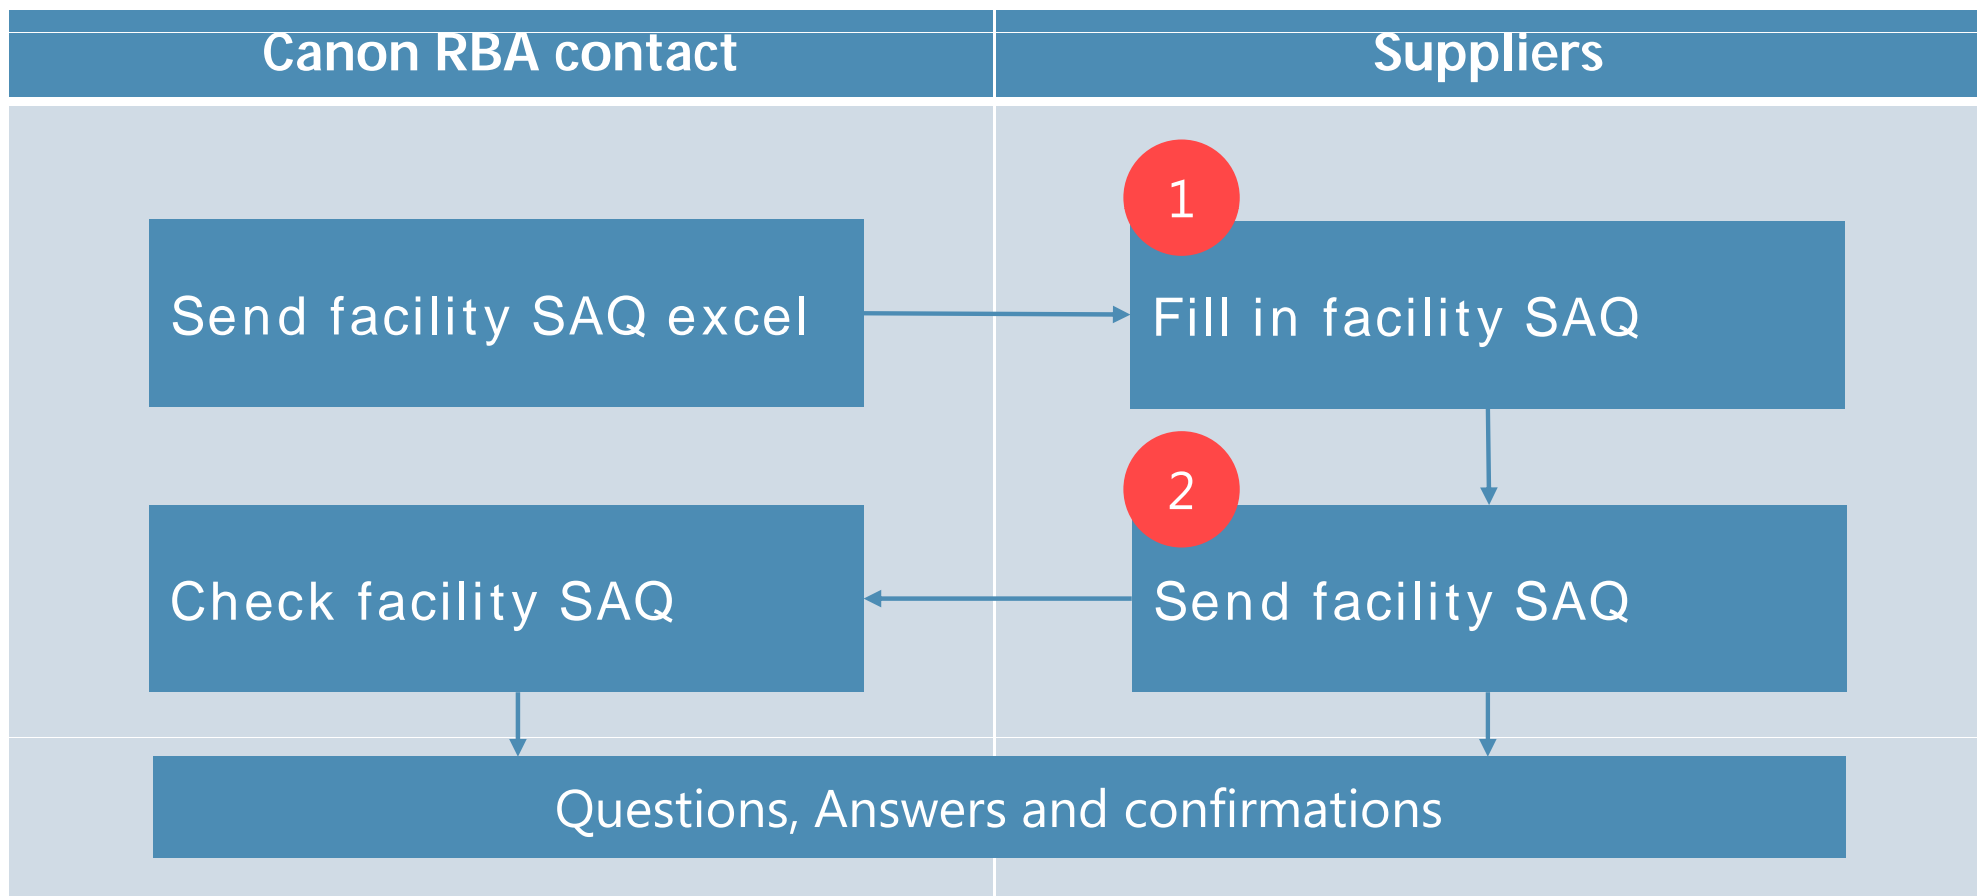 Canon RBA contact
Suppliers
1
Send facility SAQ excel
Fill in facility SAQ
2
Check facility SAQ
Send facility SAQ
Questions, Answers and confirmations